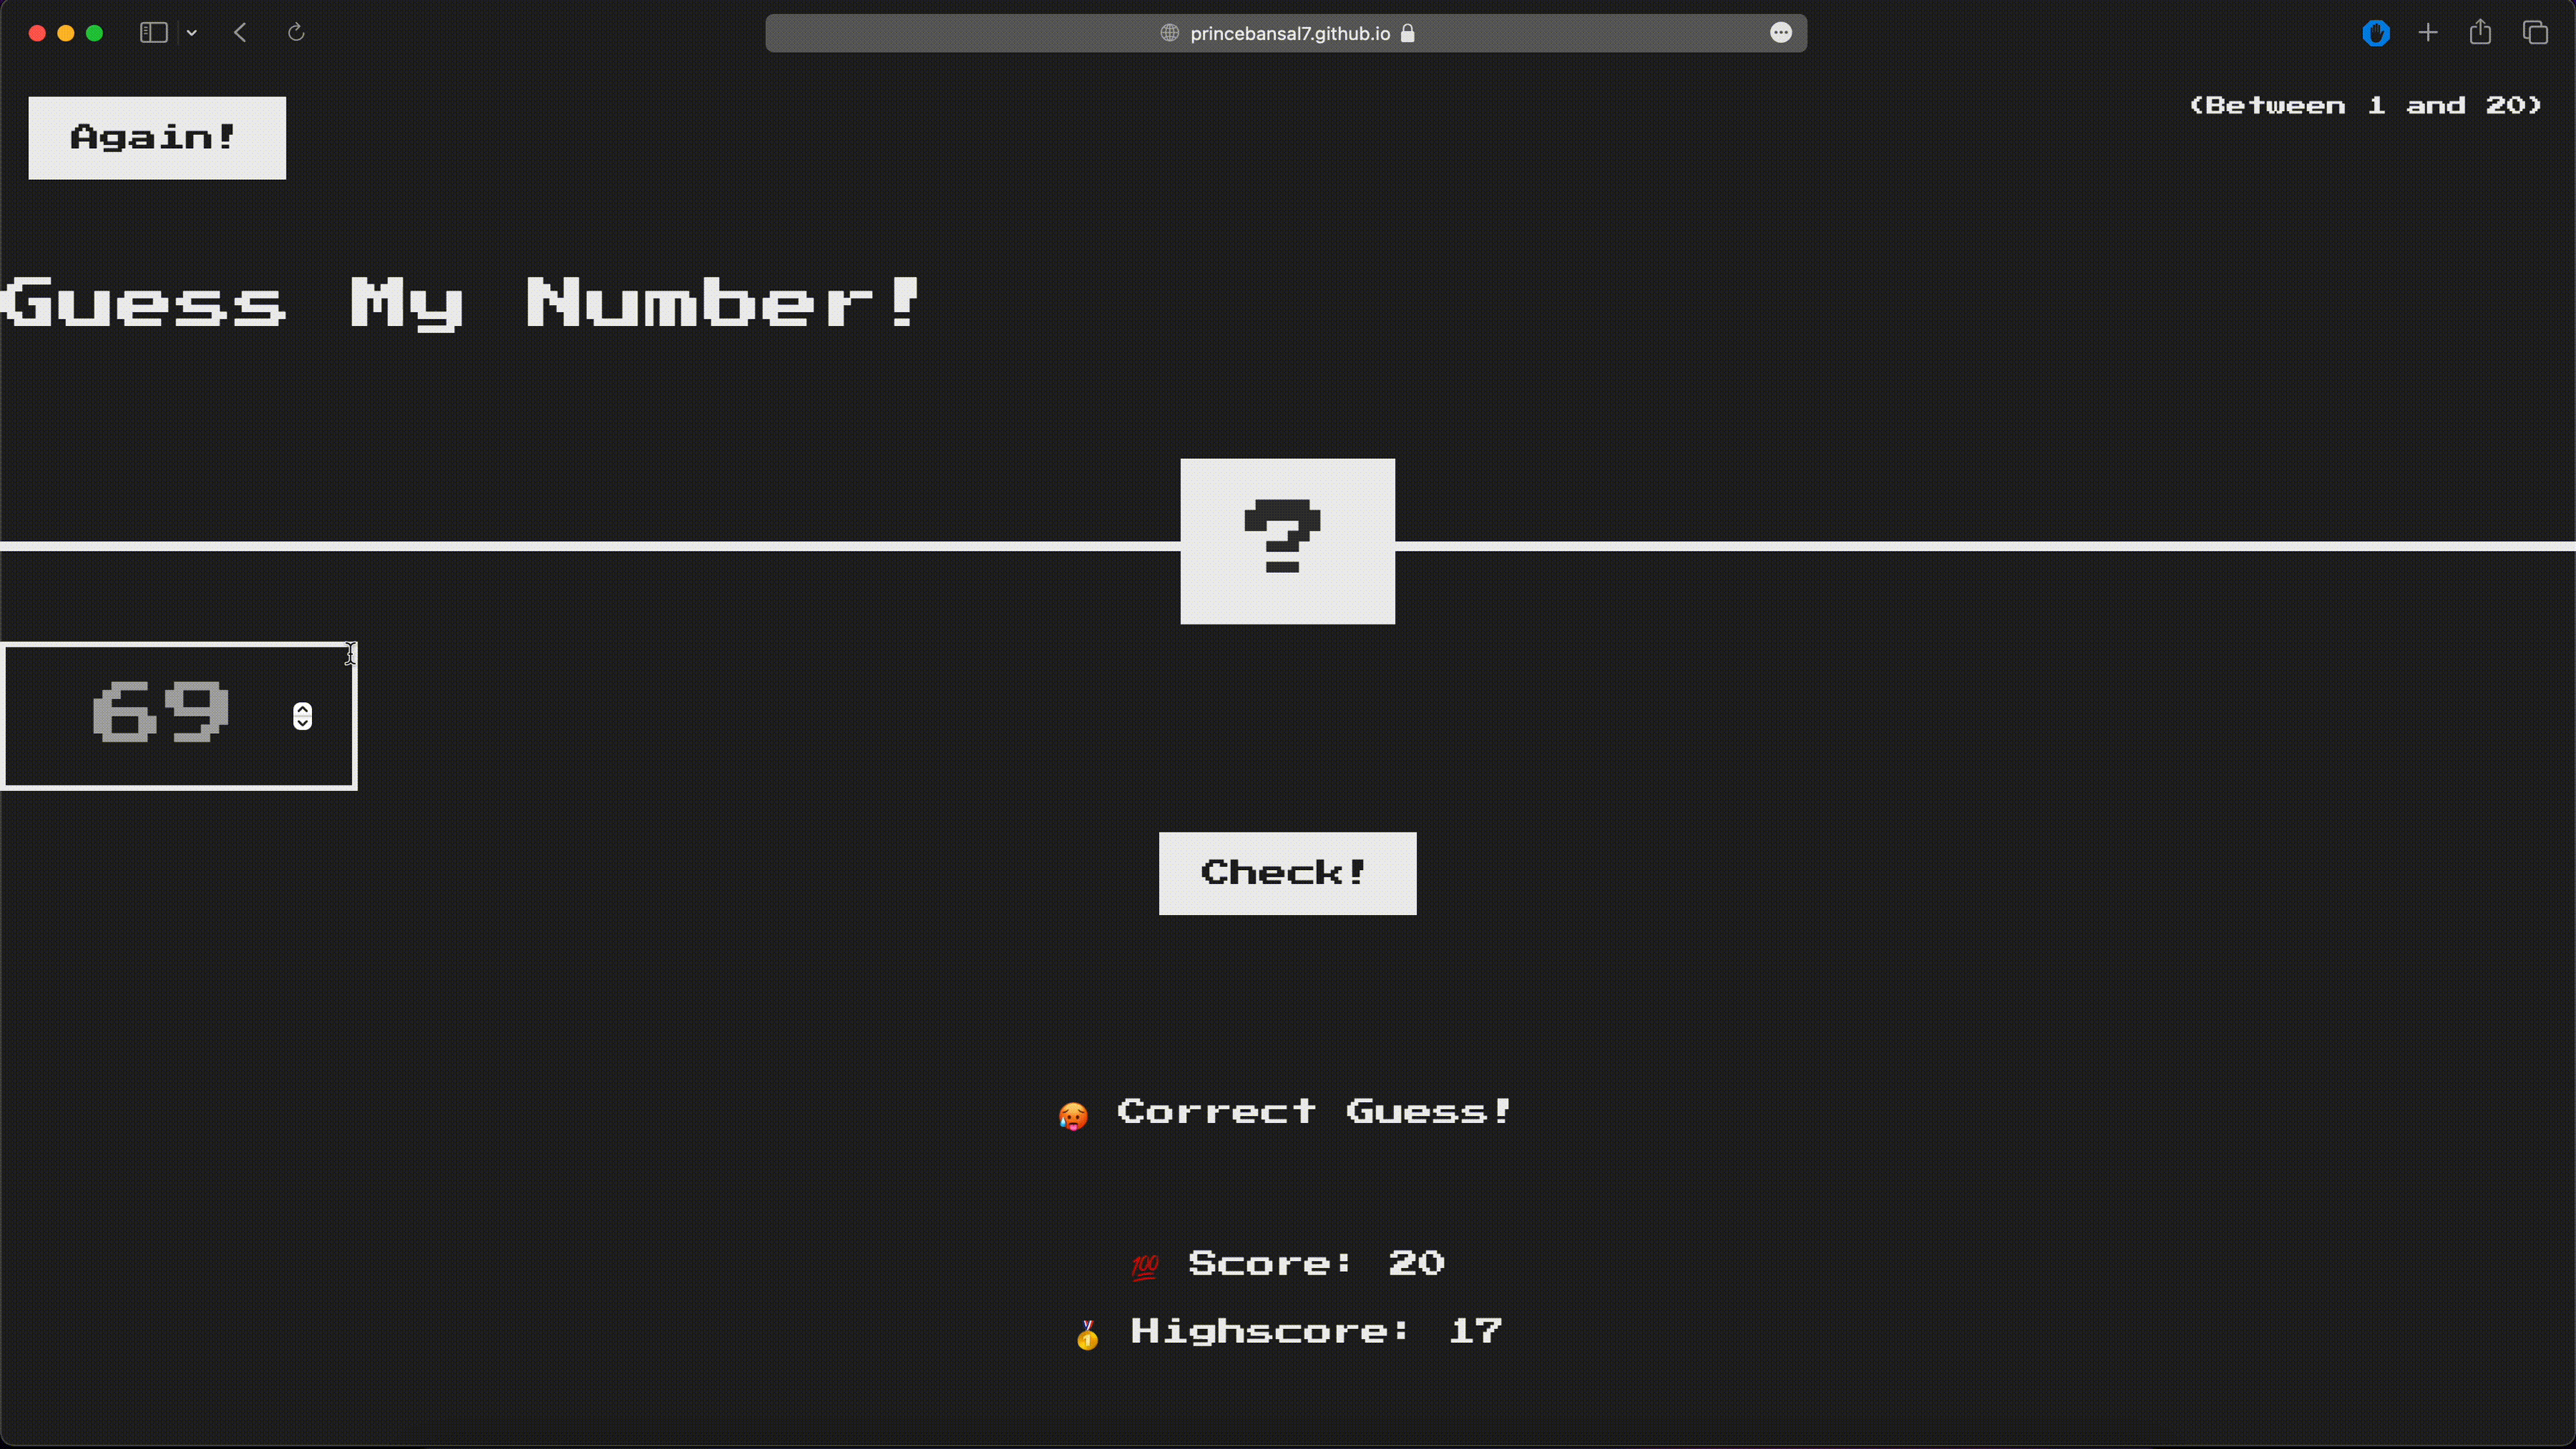 princebansal7.github.io
Again!
(Between 1 and 20)
Guess My Number!
?
69
Check!
🥵 Correct Guess!
💯 Score: 20
🥇 Highscore: 17